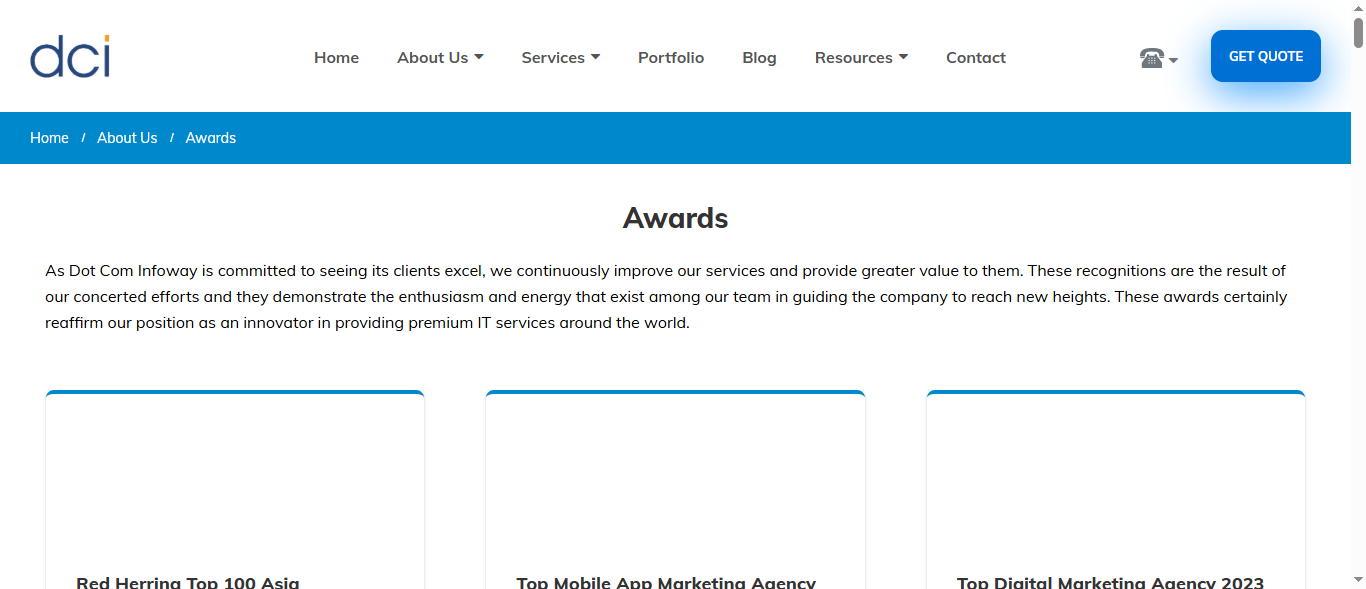 dci
Home About Us Services Portfolio Blog Resources Contact
GET QUOTE
Home / About Us / Awards
Awards
As Dot Com Infoway is committed to seeing its clients excel, we continuously improve our services and provide greater value to them. These recognitions are the result of
our concerted efforts and they demonstrate the enthusiasm and energy that exist among our team in guiding the company to reach new heights. These awards certainly
reaffirm our position as an innovator in providing premium IT services around the world.
Red Herring Top 100 Asia
Top Mobile App Marketing Agency
Top Digital Marketing Agency 2023